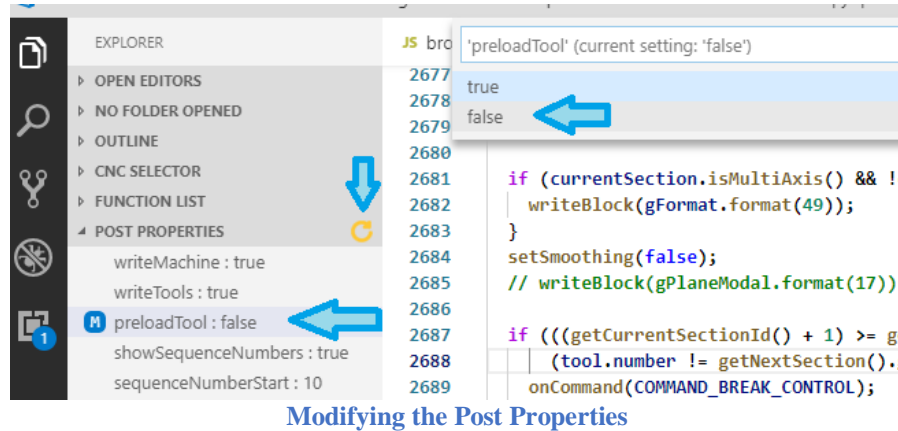 EXPLORER
OPEN EDITORS
NO FOLDER OPENED
OUTLINE
CNC SELECTOR
FUNCTION LIST
POST PROPERTIES
writeMachine : true
writeTools : true
M preloadTool : false
showSequenceNumbers : true
sequenceNumberStart : 10
1
JS bro
'preloadTool' (current setting: 'false')
true
false
2677
2678
2679
2680
2681 if (currentSection.isMultiAxis() && !
2682 writeBlock(gFormat.format(49));
2683 }
2684 setSmoothing(false);
2685 // writeBlock(gPlaneModal.format(17))
2686
2687 if (((getCurrentSectionId() + 1) >= g
2688 (tool.number != getNextSection().
2689 onCommand(COMMAND_BREAK_CONTROL);
Modifying the Post Properties